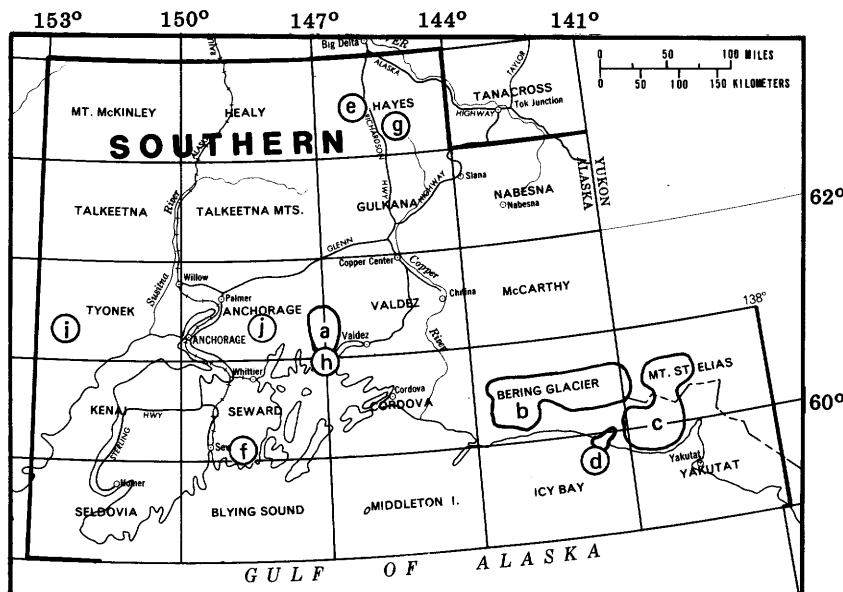 153° 150° 147° 144° 141°
Big Delta
RIVER
ALASKA
TAYLOR
0 50 100 MILES
0 50 100 150 KILOMETERS
TANACROSS
Tok Junction
HIGHWAY
MT. McKINLEY
HEALY
e
HAYES
g
RICHARDSON
HWY
SOUTHERN
ALASKA
YUKON
ALASKA
Slana
HIGHWAY
NABESNA
Nabesna
62°
TALKEETNA
River
TALKEETNA MTS.
GULKANA
GLENN
Copper Center
Copper
Willow
Susitna
Palmer
TYONEK
ANCHORAGE
VALDEZ
Chitina
McCARTHY
138°
i
j
a
River
ANCHORAGE
Valdez
h
Whittier
MT. ST. ELIAS
BERING GLACIER
Cordova
KENAI
HWY
SEWARD
CORDOVA
b
60°
c
STERLING
Sew
f
d
Yakutat
YAKUTAT
Homer
SELDOVIA
BLYING SOUND
MIDDLETON I.
ICY BAY
GULF OF ALASKA